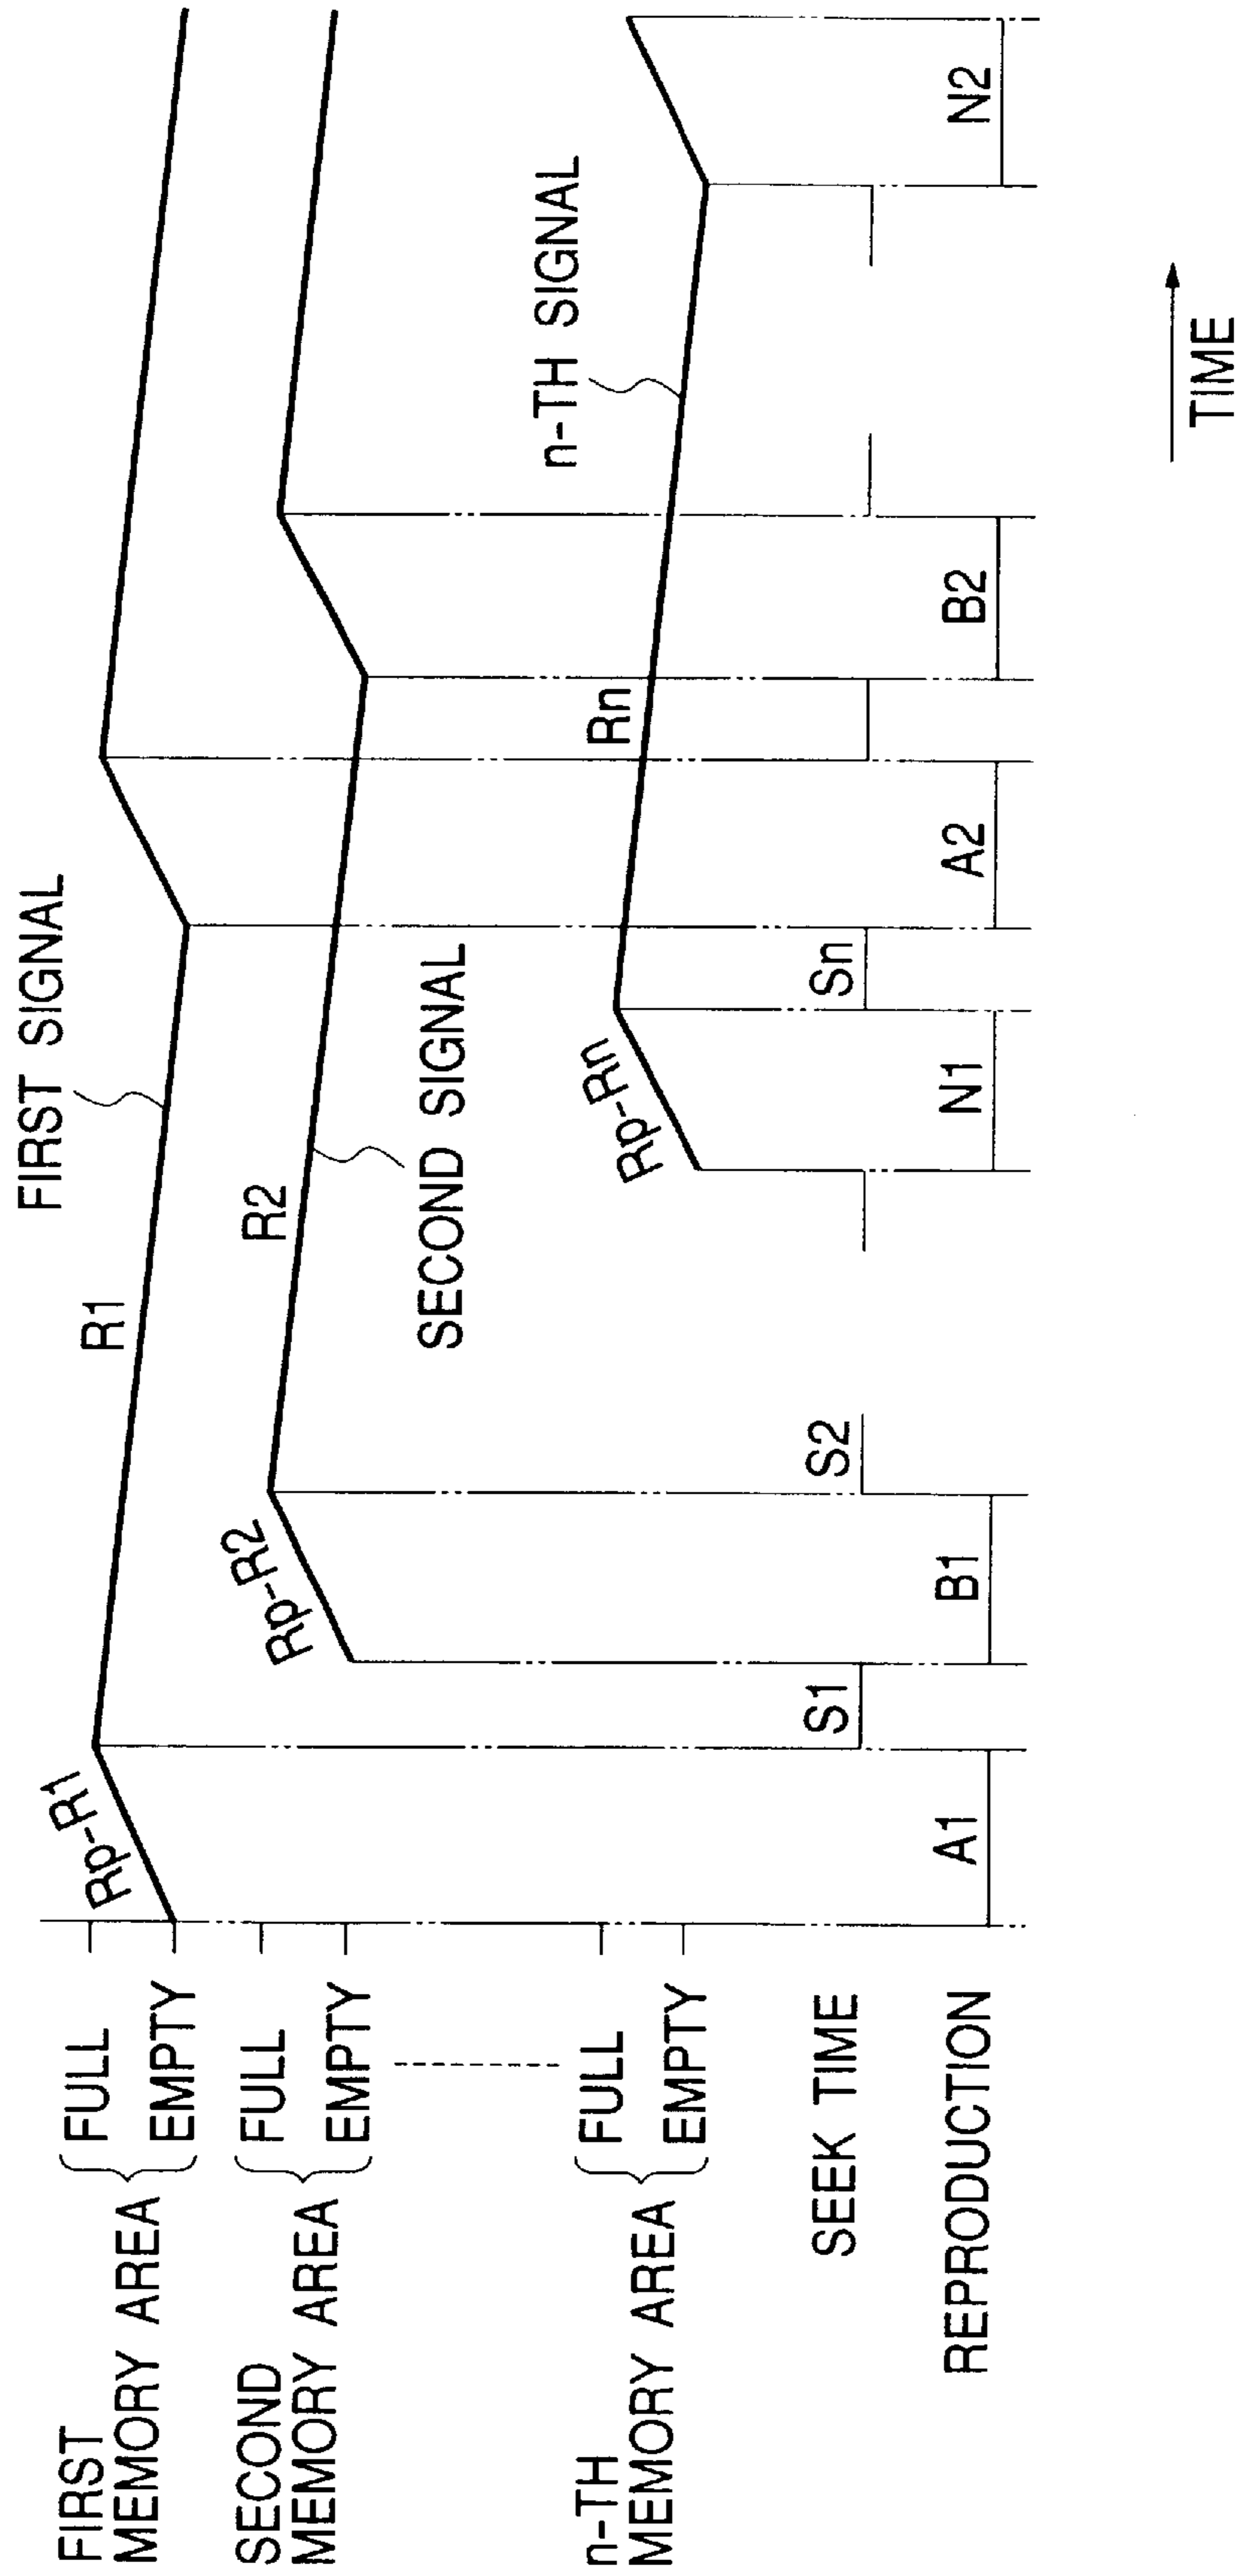 FIRST
MEMORY AREA
FULL
EMPTY
SECOND
MEMORY AREA
FULL
EMPTY
n-TH
MEMORY AREA
FULL
EMPTY
SEEK TIME
REPRODUCTION
FIRST SIGNAL
Rp-R1
R1
Rp-R2
R2
SECOND SIGNAL
Rp-Rn
Rn
n-TH SIGNAL
S1
S2
Sn
A1
B1
N1
A2
B2
N2
TIME